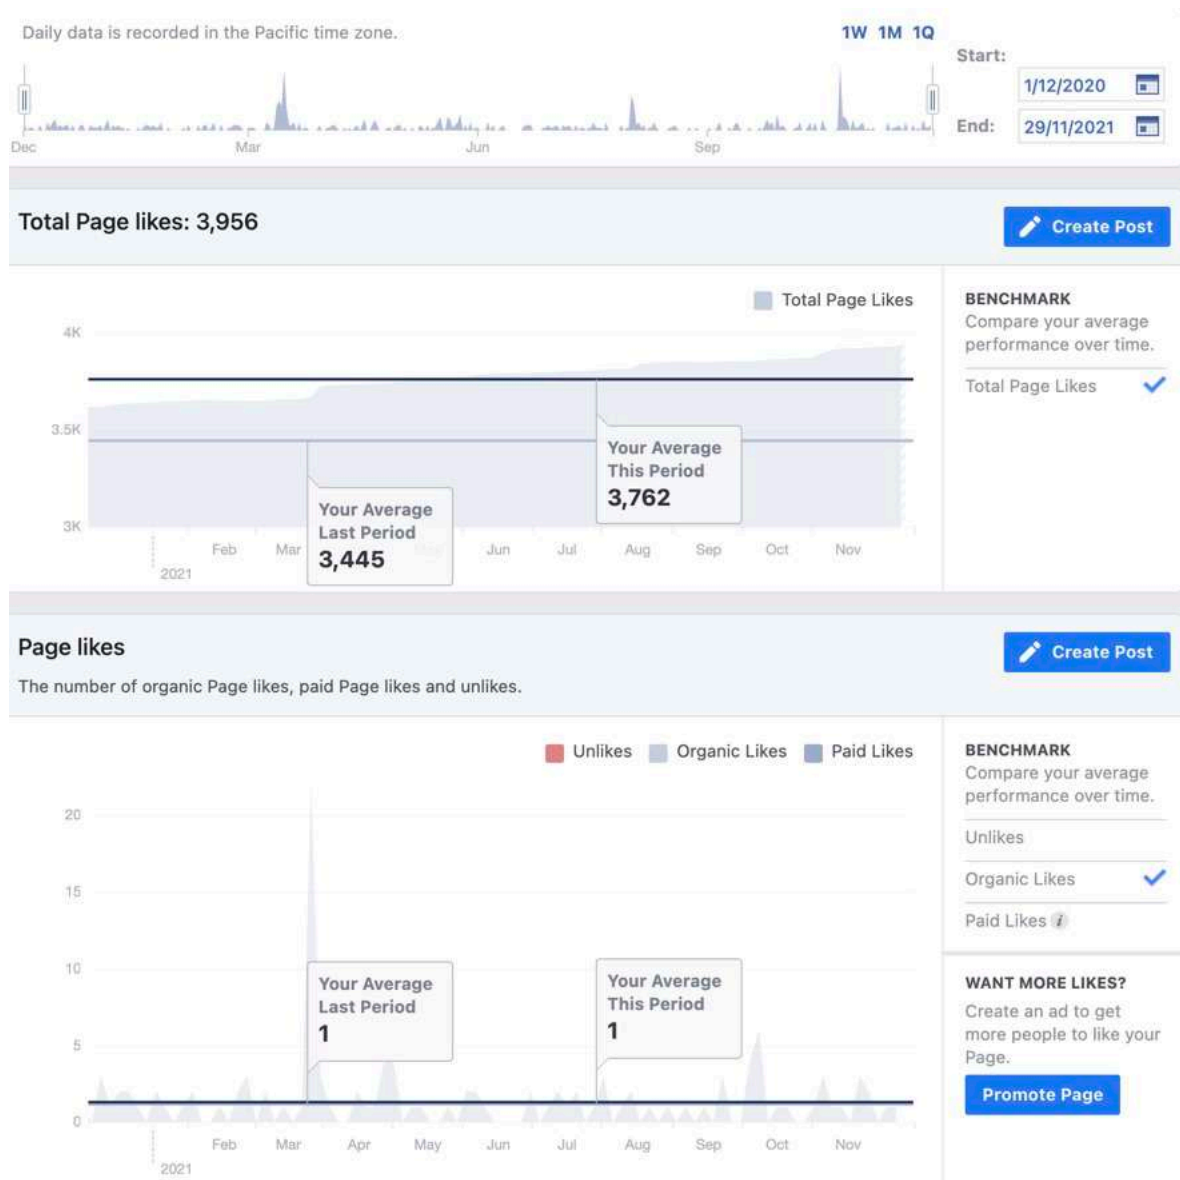 Daily data is recorded in the Pacific time zone.
1W 1M 1Q
Start:
1/12/2020
End:
29/11/2021
Dec Mar Jun Sep
Total Page likes: 3,956
Create Post
Total Page Likes
BENCHMARK
Compare your average
performance over time.
Total Page Likes
4K
3.5K
3K
Your Average
This Period
3,762
Your Average
Last Period
3,445
Feb Mar Jun Jul Aug Sep Oct Nov
2021
Page likes
Create Post
The number of organic Page likes, paid Page likes and unlikes.
Unlikes Organic Likes Paid Likes
BENCHMARK
Compare your average
performance over time.
Unlikes
Organic Likes
Paid Likes i
WANT MORE LIKES?
Create an ad to get
more people to like your
Page.
Promote Page
20
15
10
5
0
Your Average
Last Period
1
Your Average
This Period
1
Feb Mar Apr May Jun Jul Aug Sep Oct Nov
2021